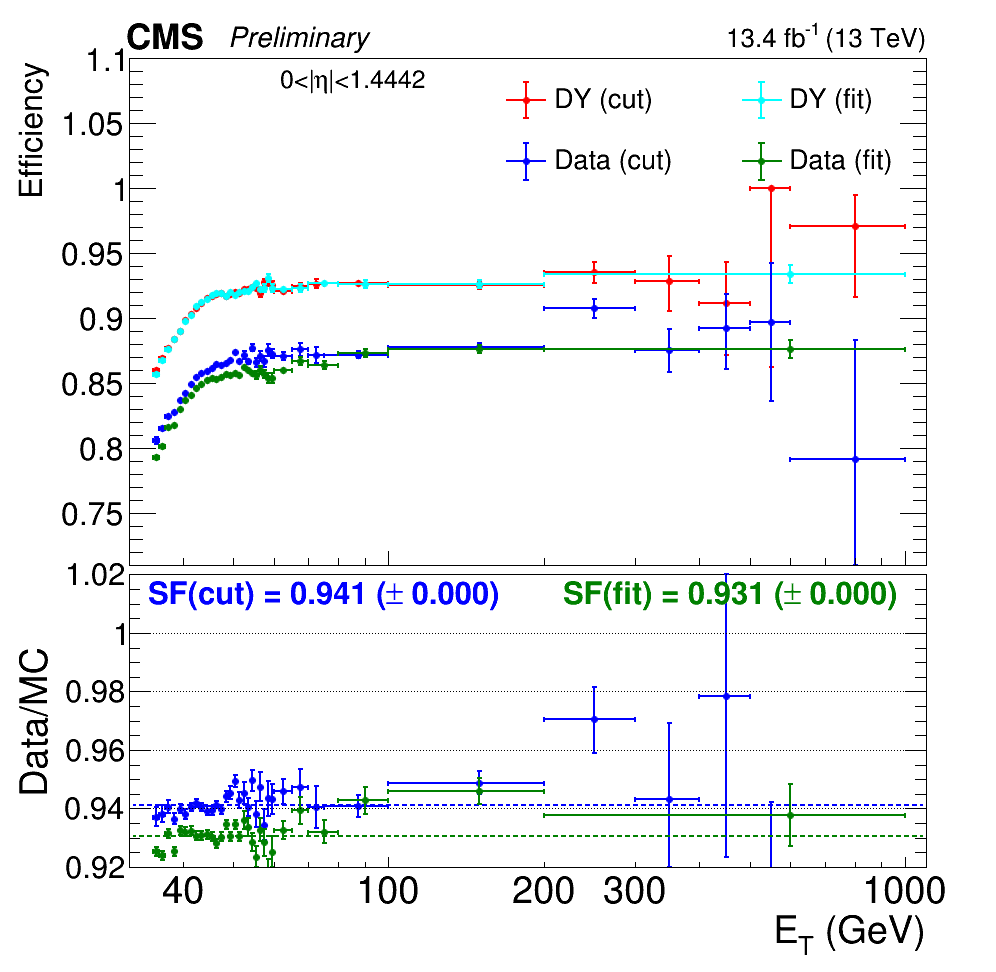 CMS Preliminary 13.4 fb-1 (13 TeV)
0<|η|<1.4442
DY (cut) DY (fit)
Data (cut) Data (fit)
Efficiency
1.1
1.05
1
0.95
0.9
0.85
0.8
0.75
SF(cut) = 0.941 (± 0.000) SF(fit) = 0.931 (± 0.000)
Data/MC
1.02
1
0.98
0.96
0.94
0.92
40 100 200 300 1000
ET (GeV)